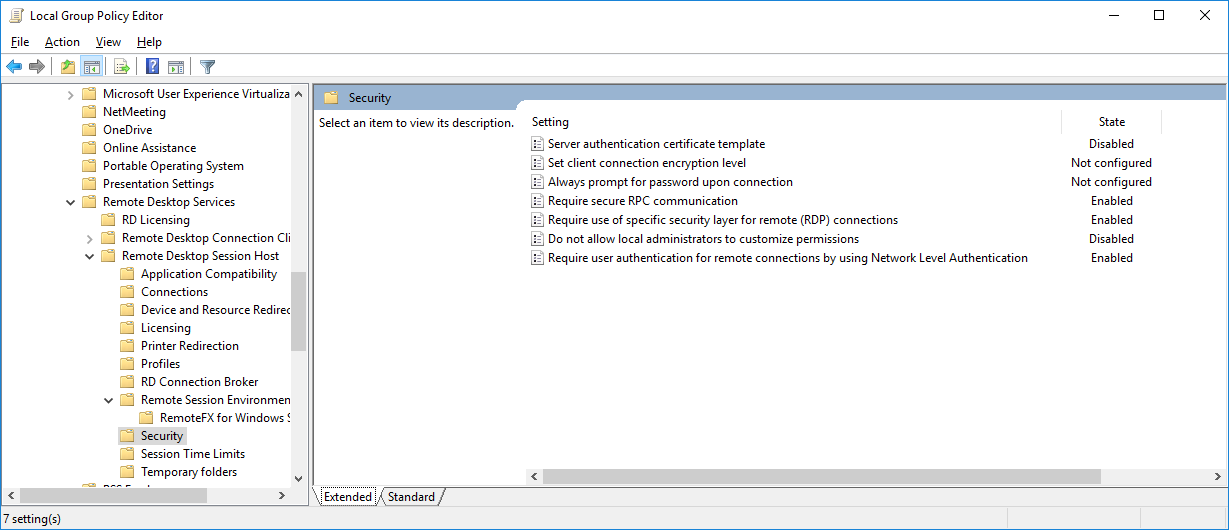 Local Group Policy Editor
File Action View Help
Microsoft User Experience Virtualiza
NetMeeting
OneDrive
Online Assistance
Portable Operating System
Presentation Settings
Remote Desktop Services
RD Licensing
Remote Desktop Connection Cli
Remote Desktop Session Host
Application Compatibility
Connections
Device and Resource Redirec
Licensing
Printer Redirection
Profiles
RD Connection Broker
Remote Session Environmen
RemoteFX for Windows S
Security
Session Time Limits
Temporary folders
Security
Select an item to view its description.
Setting State
Server authentication certificate template Disabled
Set client connection encryption level Not configured
Always prompt for password upon connection Not configured
Require secure RPC communication Enabled
Require use of specific security layer for remote (RDP) connections Enabled
Do not allow local administrators to customize permissions Disabled
Require user authentication for remote connections by using Network Level Authentication Enabled
Extended Standard
7 setting(s)